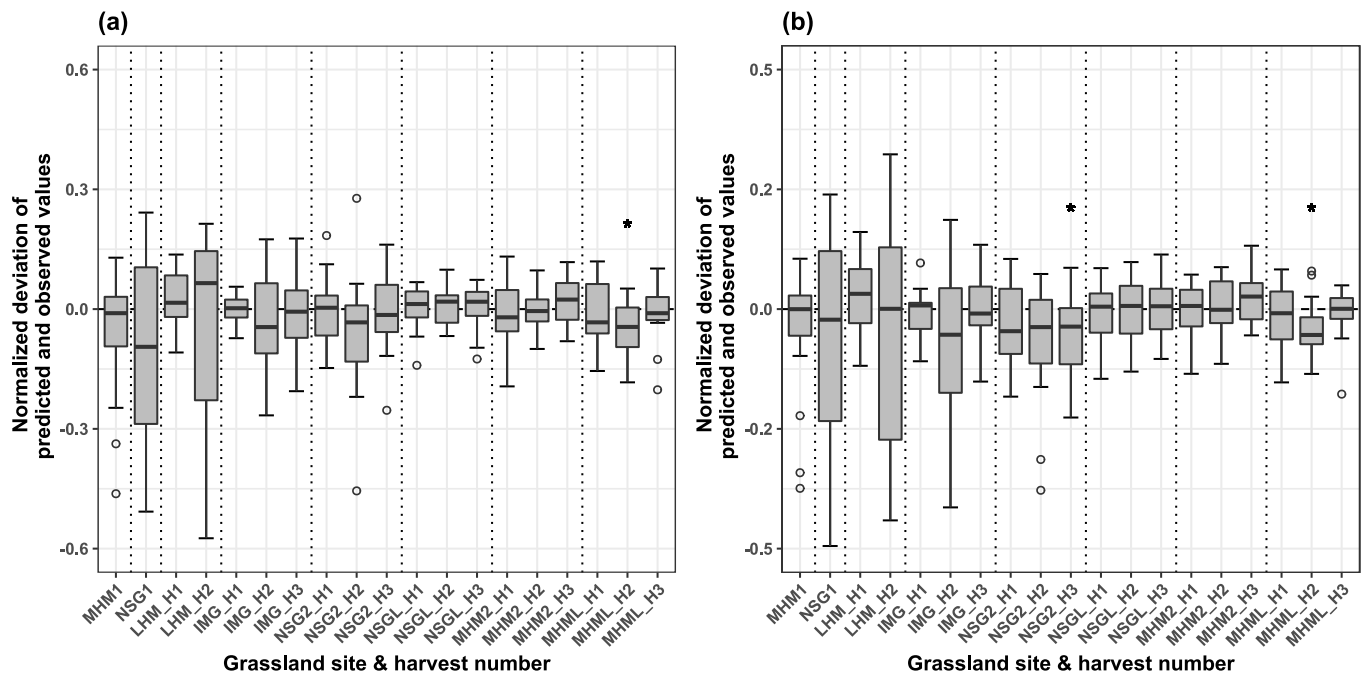 (a)
Normalized deviation of
predicted and observed values
0.6
0.3
0.0
-0.3
-0.6
*
MHM1
NSG1
LHM_H1
LHM_H2
IMG_H1
IMG_H2
IMG_H3
NSG2_H1
NSG2_H2
NSG2_H3
NSGL_H1
NSGL_H2
NSGL_H3
MHM2_H1
MHM2_H2
MHM2_H3
MHML_H1
MHML_H2
MHML_H3
Grassland site & harvest number
(b)
Normalized deviation of
predicted and observed values
0.5
0.2
0.0
-0.2
-0.5
* *
MHM1
NSG1
LHM_H1
LHM_H2
IMG_H1
IMG_H2
IMG_H3
NSG2_H1
NSG2_H2
NSG2_H3
NSGL_H1
NSGL_H2
NSGL_H3
MHM2_H1
MHM2_H2
MHM2_H3
MHML_H1
MHML_H2
MHML_H3
Grassland site & harvest number